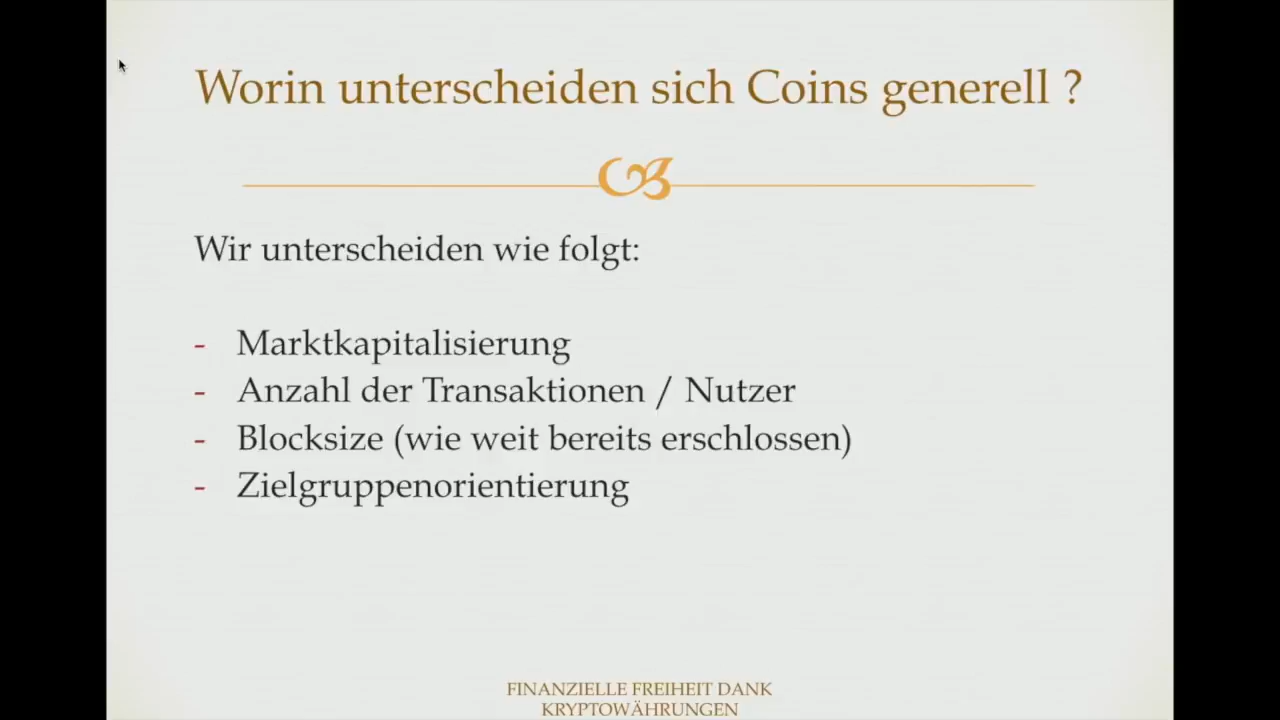 Worin unterscheiden sich Coins generell ?
Wir unterscheiden wie folgt:
- Marktkapitalisierung
- Anzahl der Transaktionen / Nutzer
- Blocksize (wie weit bereits erschlossen)
- Zielgruppenorientierung
FINANZIELLE FREIHEIT DANK
KRYPTOWÄHRUNGEN